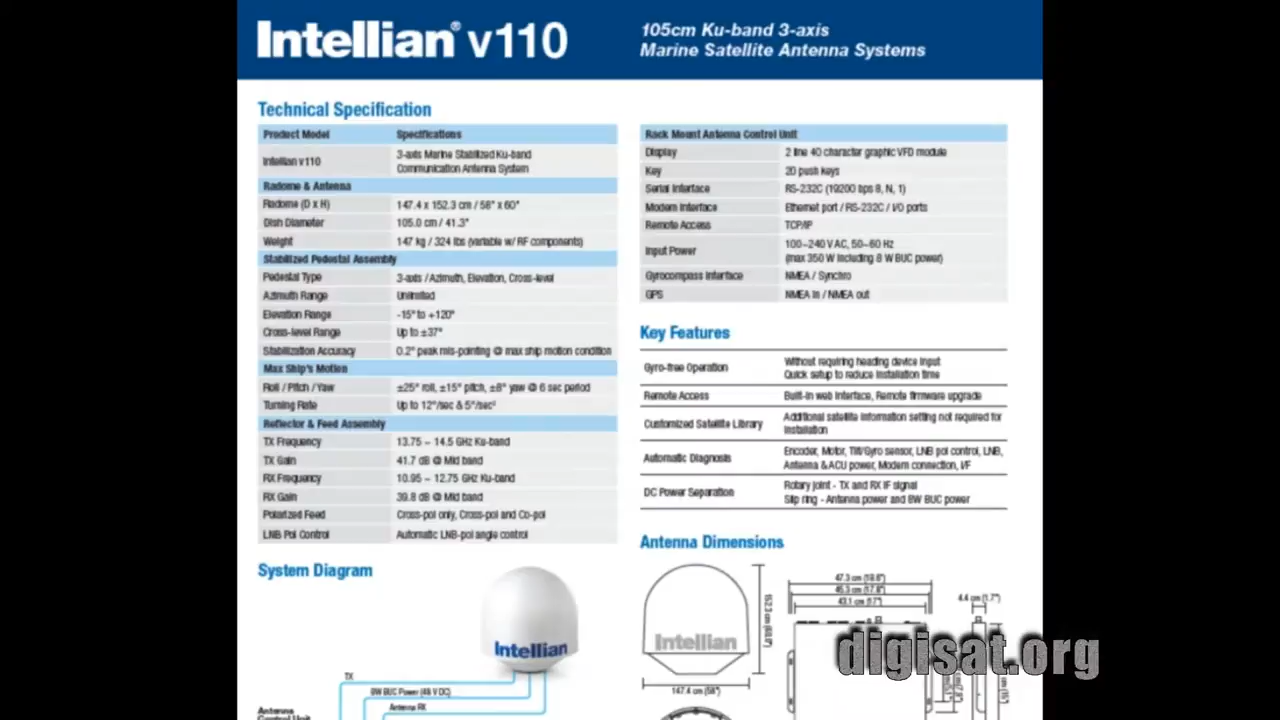 Intellian® v110
105cm Ku-band 3-axis
Marine Satellite Antenna Systems
Technical Specification
Product Model Specifications
Intellian v110 3-axis Marine Stabilized Ku-band
Communication Antenna System
Radome & Antenna
Radome (D x H) 147.4 x 152.3 cm / 58" x 60"
Dish Diameter 105.0 cm / 41.3"
Weight 147 kg / 324 lbs (variable w/ RF components)
Stabilized Pedestal Assembly
Pedestal Type 3-axis / Azimuth, Elevation, Cross-level
Azimuth Range Unlimited
Elevation Range -15° to +120°
Cross-level Range Up to ±37°
Stabilization Accuracy 0.2° peak mis-pointing @ max ship motion condition
Max Ship's Motion
Roll / Pitch / Yaw ±25° roll, ±15° pitch, ±8° yaw @ 6 sec period
Turning Rate Up to 12°/sec & 5°/sec²
Reflector & Feed Assembly
TX Frequency 13.75 ~ 14.5 GHz Ku-band
TX Gain 41.7 dB @ Mid band
RX Frequency 10.95 ~ 12.75 GHz Ku-band
RX Gain 39.8 dB @ Mid band
Polarized Feed Cross-pol only, Cross-pol and Co-pol
LNB Pol Control Automatic LNB-pol angle control
Rack Mount Antenna Control Unit
Display 2 line 40 character graphic VFD module
Key 20 push keys
Serial Interface RS-232C (19200 bps 8, N, 1)
Modem Interface Ethernet port / RS-232C / I/O ports
Remote Access TCP/IP
Input Power 100~240 V AC, 50~60 Hz
(max 350 W including 8 W BUC power)
Gyrocompass Interface NMEA / Synchro
GPS NMEA in / NMEA out
Key Features
Gyro-free Operation Without requiring heading device input
Quick setup to reduce installation time
Remote Access Built-in web interface, Remote firmware upgrade
Customized Satellite Library Additional satellite information setting not required for
installation
Automatic Diagnosis Encoder, Motor, Tilt/Gyro sensor, LNB pol control, LNB,
Antenna & ACU power, Modem connection, I/F
DC Power Separation Rotary joint - TX and RX IF signal
Slip ring - Antenna power and 8W BUC power
System Diagram
Intellian
TX
8W BUC Power (48 V DC)
Antenna RX
Antenna
Control Unit
Antenna Dimensions
Intellian
147.4 cm (58")
47.3 cm (18.6")
45.3 cm (17.8")
43.1 cm (17")
4.4 cm (1.7")
digisat.org